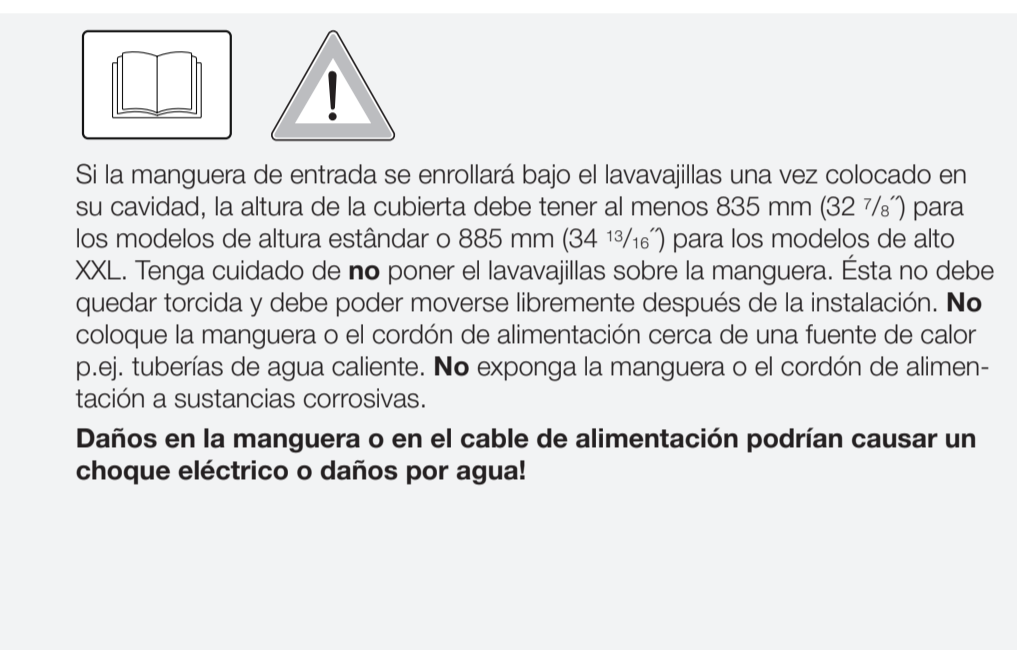 Si la manguera de entrada se enrollará bajo el lavavajillas una vez colocado en
su cavidad, la altura de la cubierta debe tener al menos 835 mm (32 7/8˝) para
los modelos de altura estândar o 885 mm (34 13/16˝) para los modelos de alto
XXL. Tenga cuidado de no poner el lavavajillas sobre la manguera. Ésta no debe
quedar torcida y debe poder moverse libremente después de la instalación. No
coloque la manguera o el cordón de alimentación cerca de una fuente de calor
p.ej. tuberías de agua caliente. No exponga la manguera o el cordón de alimen-
tación a sustancias corrosivas.
Daños en la manguera o en el cable de alimentación podrían causar un
choque eléctrico o daños por agua!